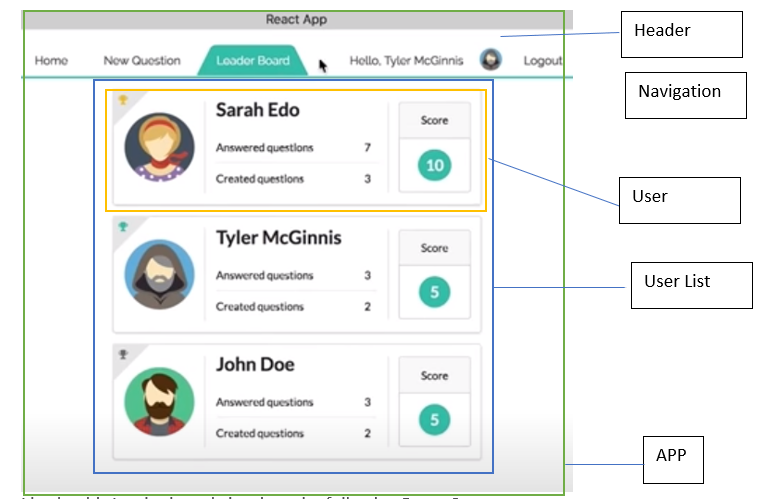 React App
Home New Question Leader Board Hello, Tyler McGinnis Logout
Header
Navigation
Sarah Edo
Answered questions 7
Created questions 3
Score
10
User
Tyler McGinnis
Answered questions 3
Created questions 2
Score
5
User List
John Doe
Answered questions 3
Created questions 2
Score
5
APP